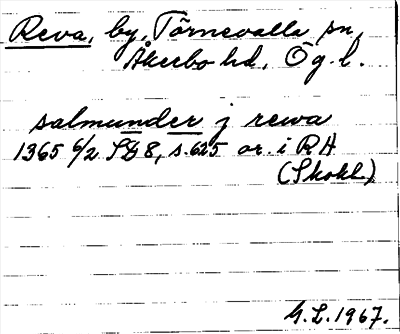 Reva, by, Törnevalla sn,
Åkerbo hd, Ög. l.
salmunder j rewa
1365 6/2 SD 8, s. 625 or. i RA
(Skokl.)
G.L. 1967.